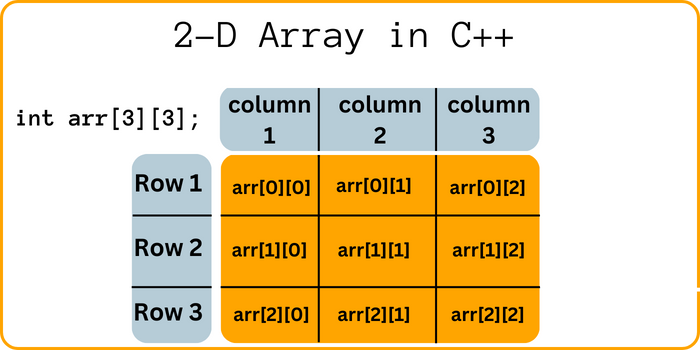 2-D Array in C++
int arr[3][3];
column 1
column 2
column 3
Row 1 arr[0][0] arr[0][1] arr[0][2]
Row 2 arr[1][0] arr[1][1] arr[1][2]
Row 3 arr[2][0] arr[2][1] arr[2][2]